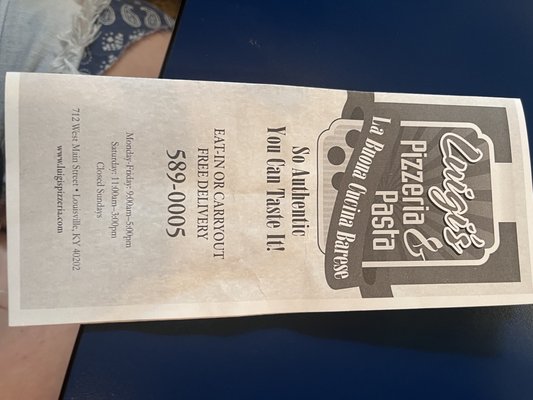 Luigi's
Pizzeria &
Pasta
La Buona Cucina Barese
So Authentic
You Can Taste It!
EAT-IN OR CARRYOUT
FREE DELIVERY
589-0005
Monday-Friday: 9:00am-5:00pm
Saturday: 11:00am-3:00pm
Closed Sundays
712 West Main Street • Louisville, KY 40202
www.luigispizzeria.com